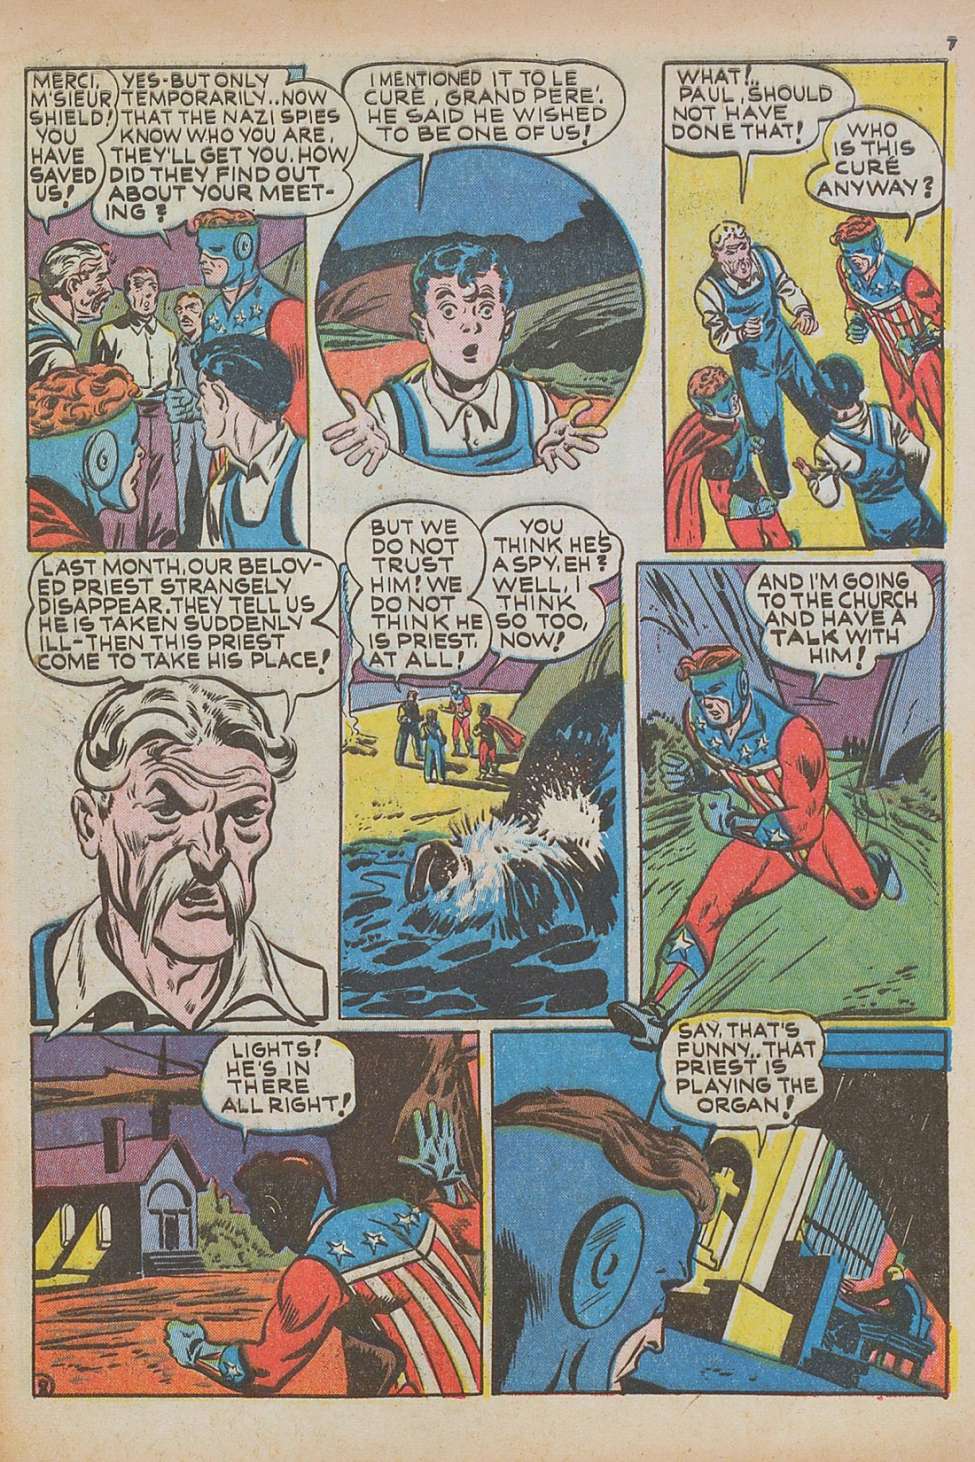 7
MERCI,
M'SIEUR
SHIELD!
YOU
HAVE
SAVED
US!
YES-BUT ONLY
TEMPORARILY..NOW
THAT THE NAZI SPIES
KNOW WHO YOU ARE,
THEY'LL GET YOU. HOW
DID THEY FIND OUT
ABOUT YOUR MEET-
ING?
I MENTIONED IT TO LE
CURÉ, GRAND PERE'.
HE SAID HE WISHED
TO BE ONE OF US!
WHAT!..
PAUL, SHOULD
NOT HAVE
DONE THAT!
WHO
IS THIS
CURÉ
ANYWAY?
LAST MONTH, OUR BELOV-
ED PRIEST STRANGELY
DISAPPEAR. THEY TELL US
HE IS TAKEN SUDDENLY
ILL-THEN THIS PRIEST
COME TO TAKE HIS PLACE!
BUT WE
DO NOT
TRUST
HIM! WE
DO NOT
THINK HE
IS PRIEST,
AT ALL!
YOU
THINK HE'S
A SPY, EH?
WELL, I
THINK
SO TOO,
NOW!
AND I'M GOING
TO THE CHURCH
AND HAVE A
TALK WITH
HIM!
LIGHTS!
HE'S IN
THERE
ALL RIGHT!
SAY, THAT'S
FUNNY.. THAT
PRIEST IS
PLAYING THE
ORGAN!